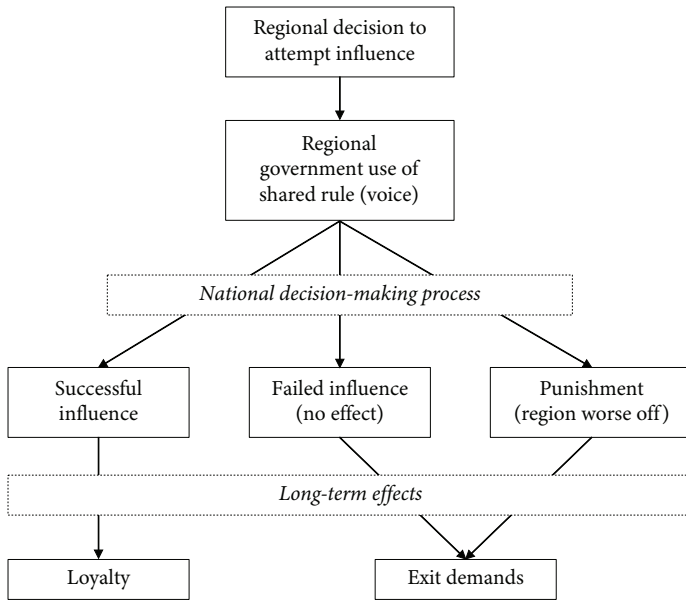 Regional decision to
attempt influence
Regional
government use of
shared rule (voice)
National decision-making process
Successful
influence
Failed influence
(no effect)
Punishment
(region worse off)
Long-term effects
Loyalty
Exit demands